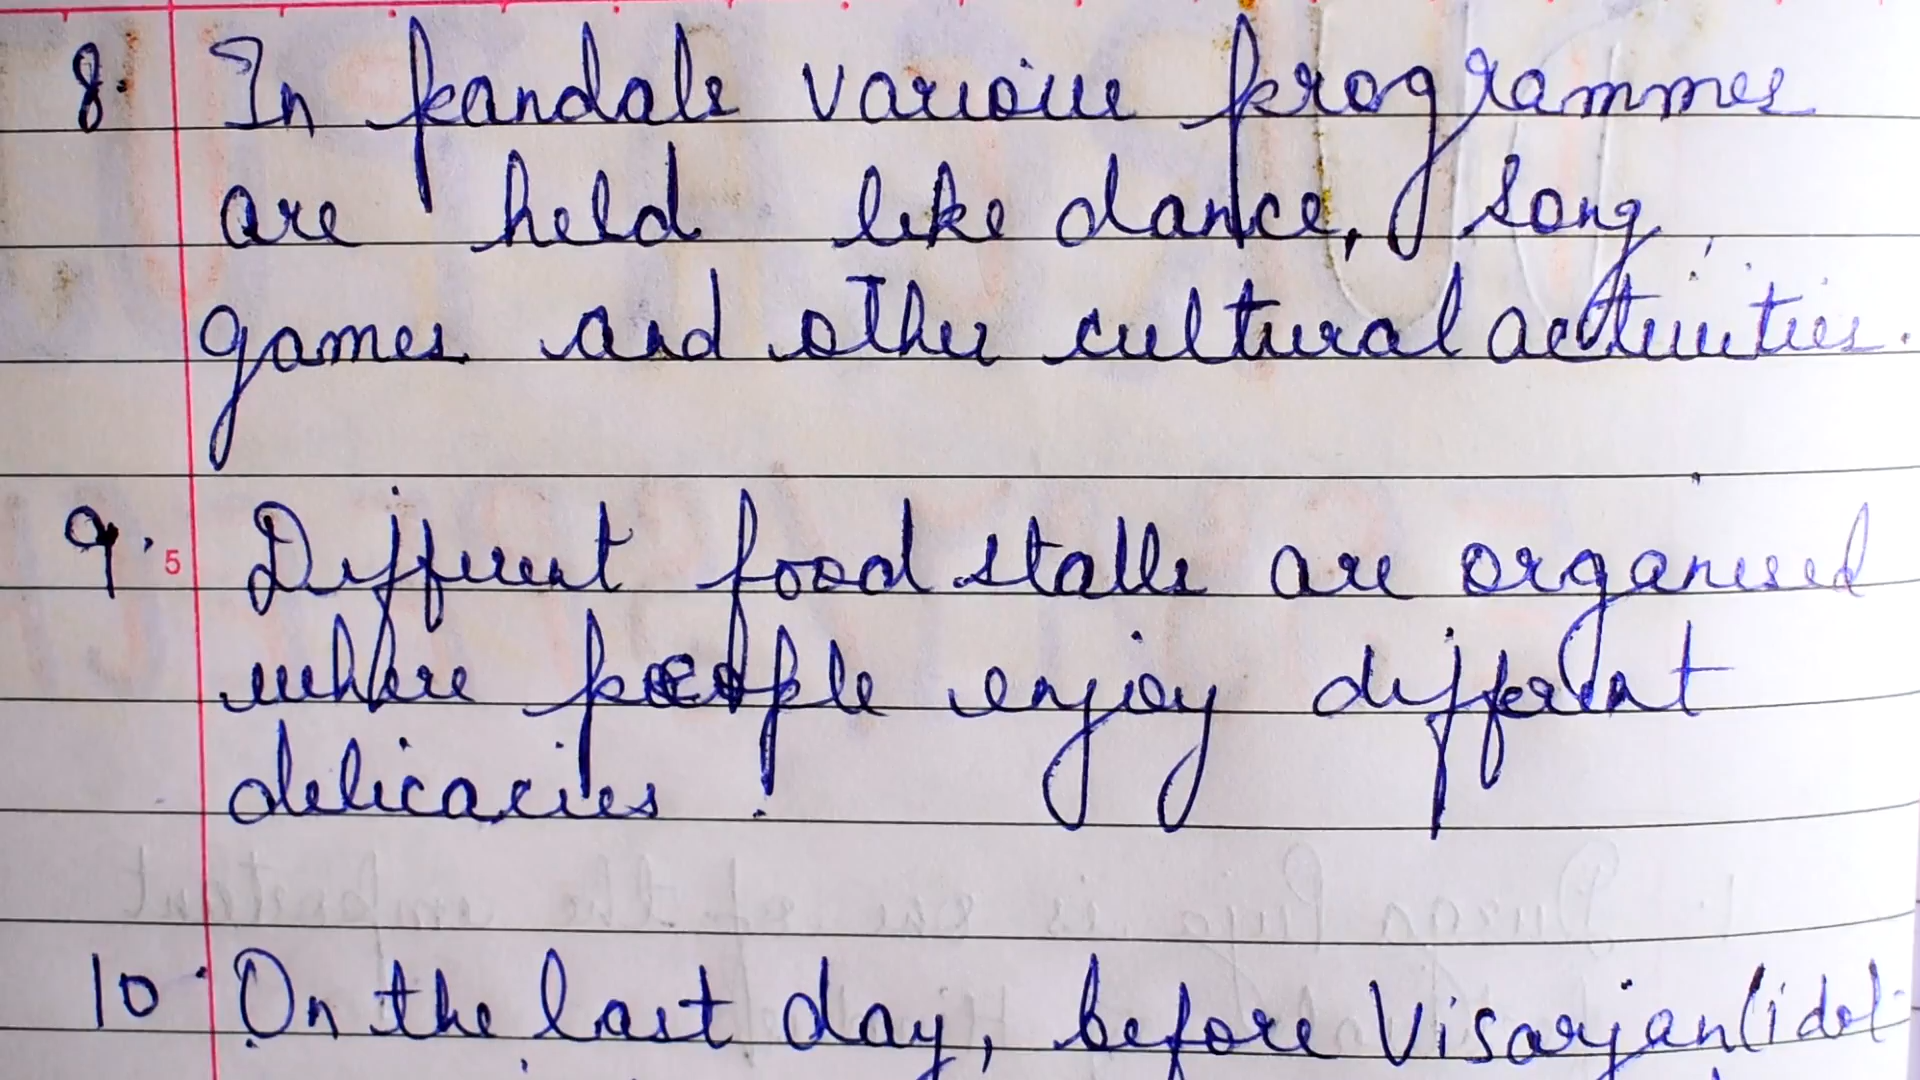 8. In pandals various programmes
are held like dance, song,
games and other cultural activities.
9. Different food stalls are organised
where people enjoy different
delicacies.
10. On the last day, before Visarjan (idol